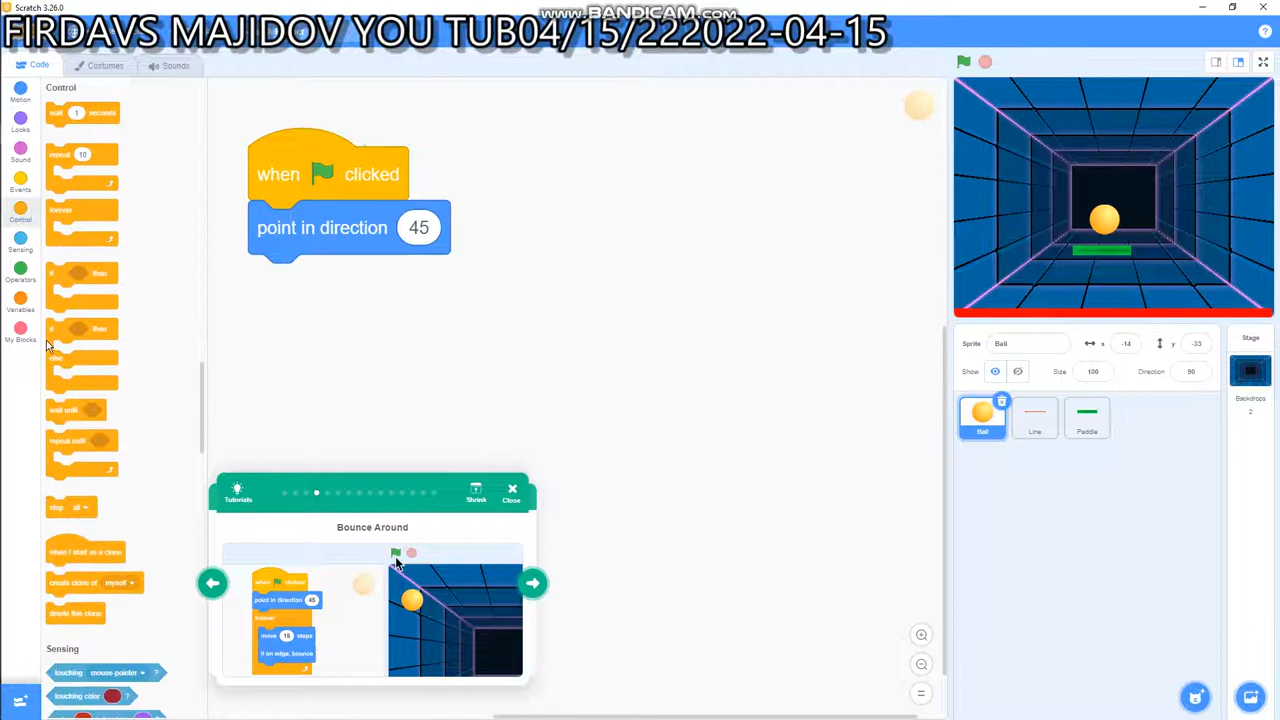 Scratch 3.26.0
www.BANDICAM.com
FIRDAVS MAJIDOV YOU TUB04/15/222022-04-15
Code
Costumes
Sounds
Motion
Looks
Sound
Events
Control
Sensing
Operators
Variables
My Blocks
Control
wait 1 seconds
repeat 10
forever
if then
if then
else
wait until
repeat until
stop all
when I start as a clone
create clone of myself
delete this clone
Sensing
touching mouse-pointer ?
touching color ?
when clicked
point in direction 45
Tutorials
Shrink
Close
Bounce Around
when clicked
point in direction 45
forever
move 15 steps
if on edge, bounce
Sprite Ball x -14 y -33
Show Size 100 Direction 90
Ball
Line
Paddle
Stage
Backdrops
2